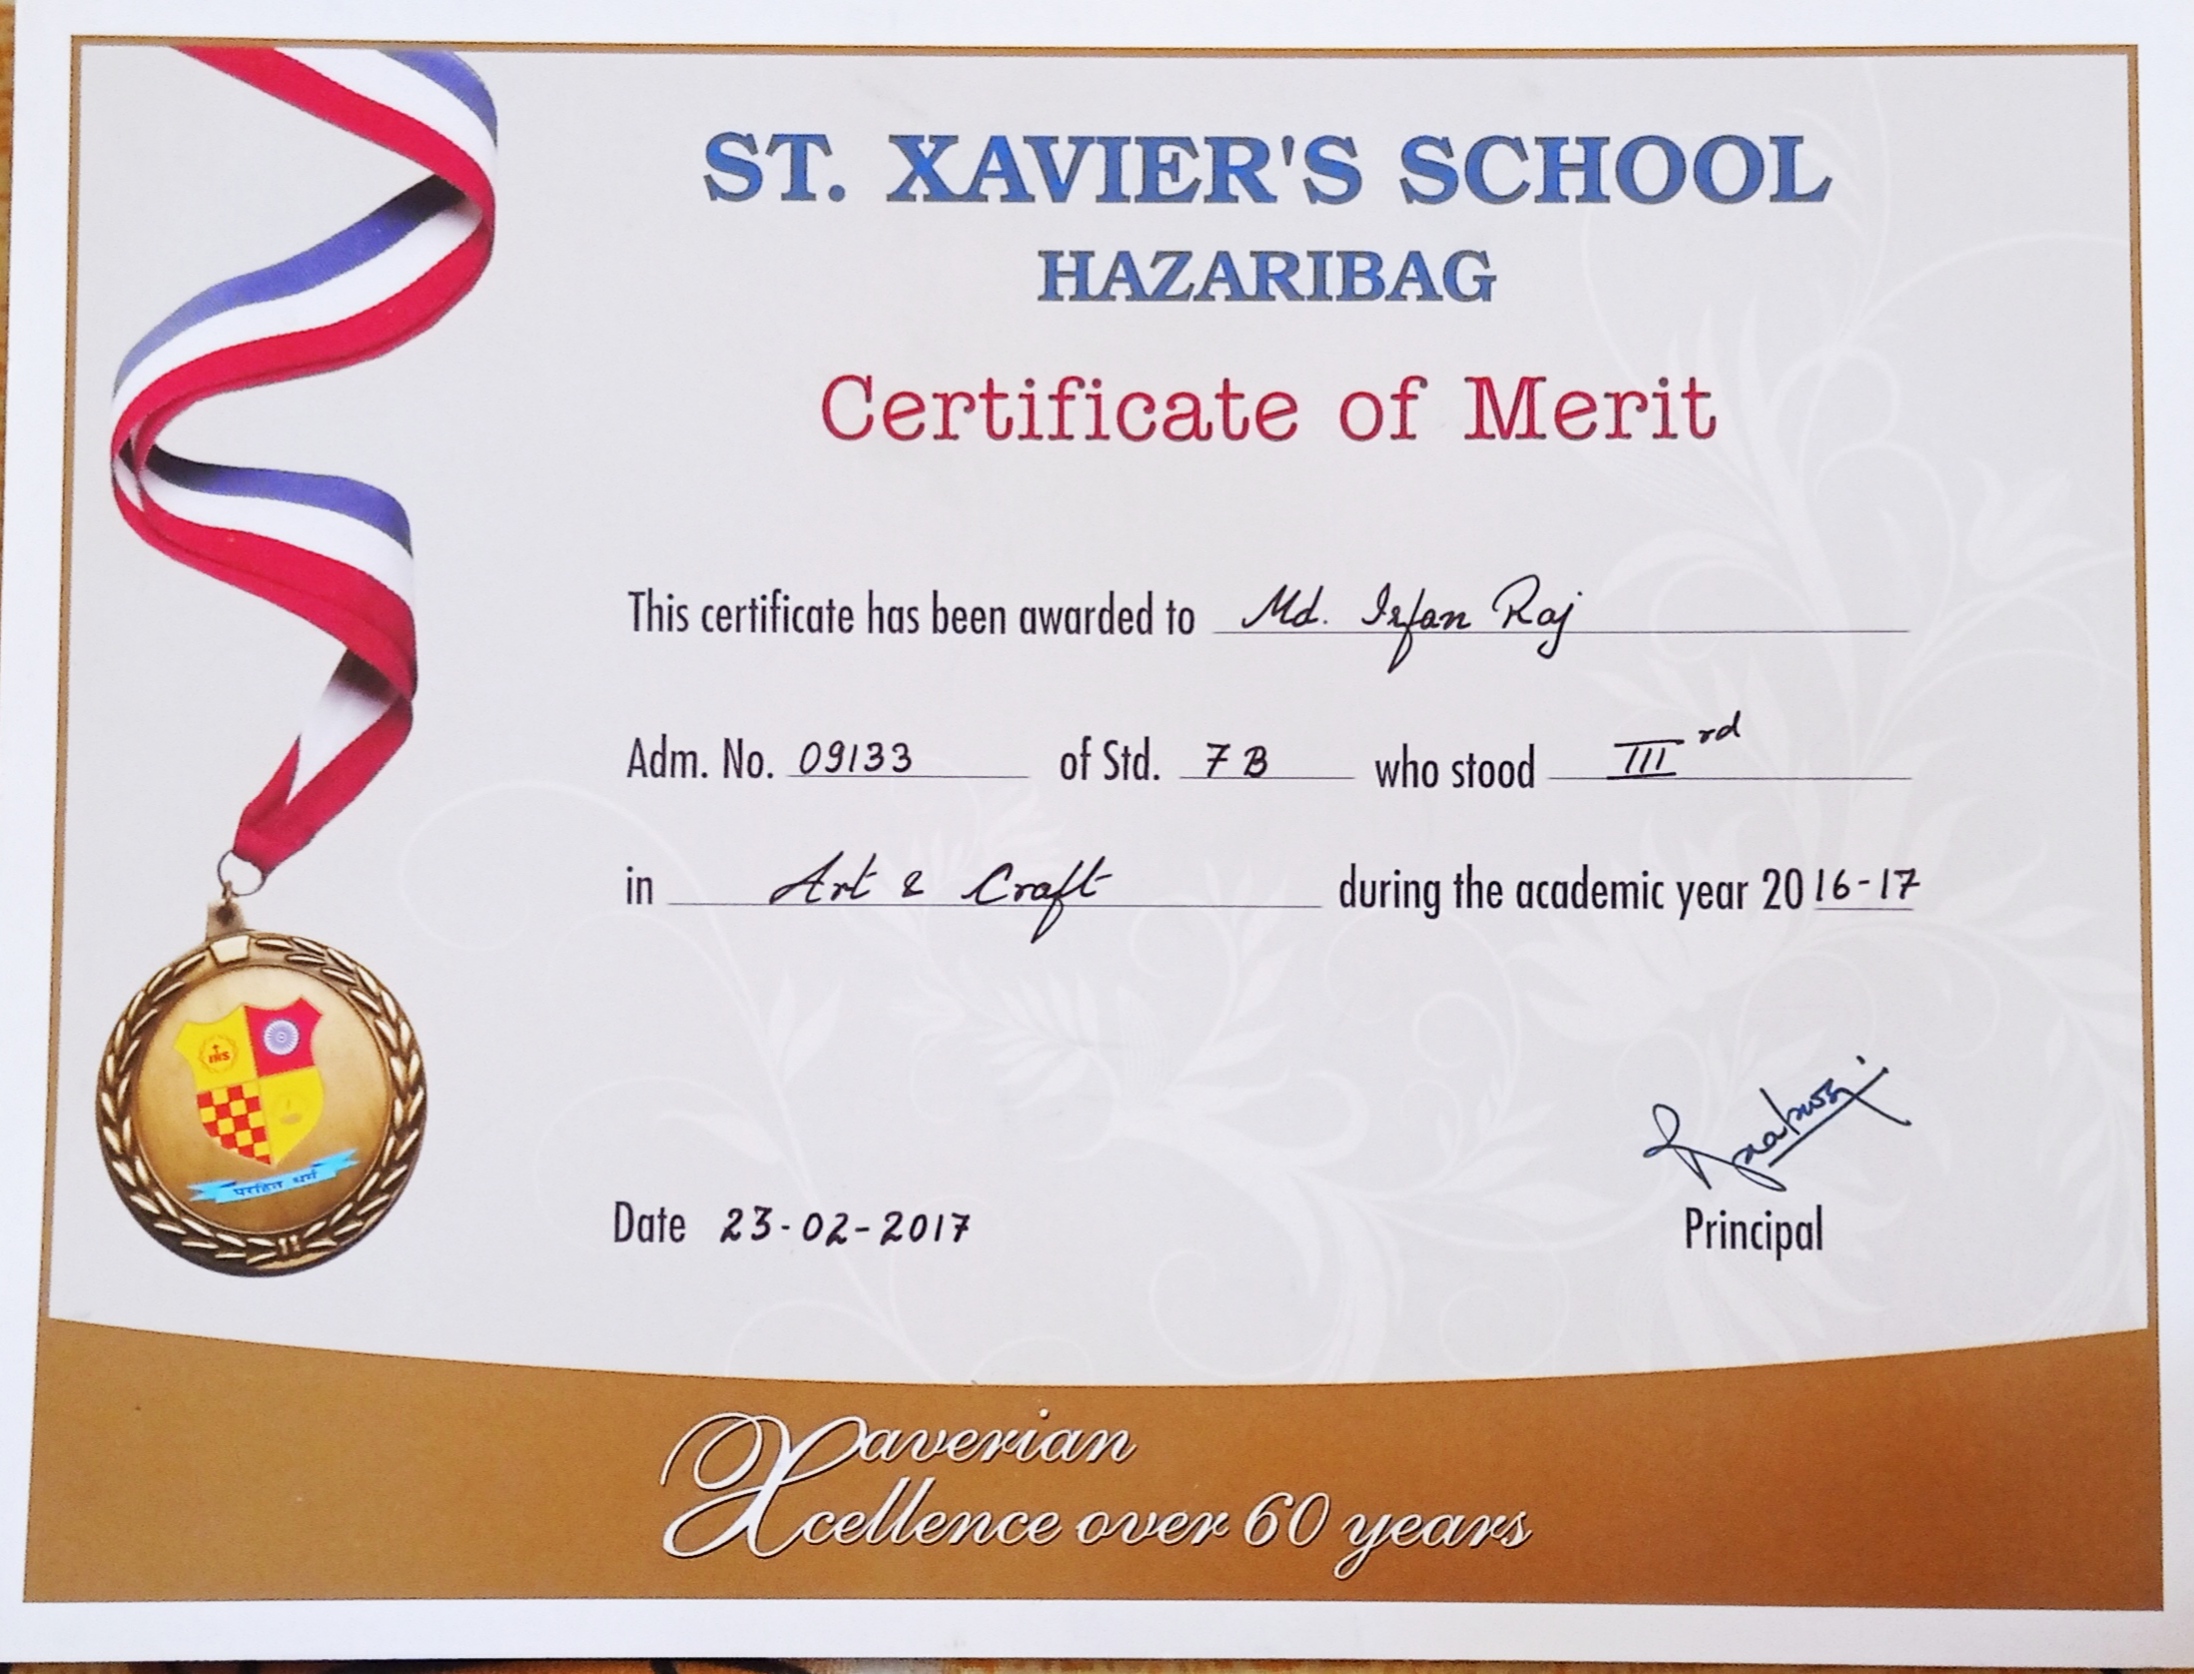 ST. XAVIER'S SCHOOL
HAZARIBAG
Certificate of Merit
This certificate has been awarded to Md. Irfan Raj
Adm. No. 09133 of Std. 7 B who stood III rd
in Art & Craft during the academic year 2016-17
IHS
परहित धर्म
Date 23-02-2017
Principal
Xaverian
Xcellence over 60 years